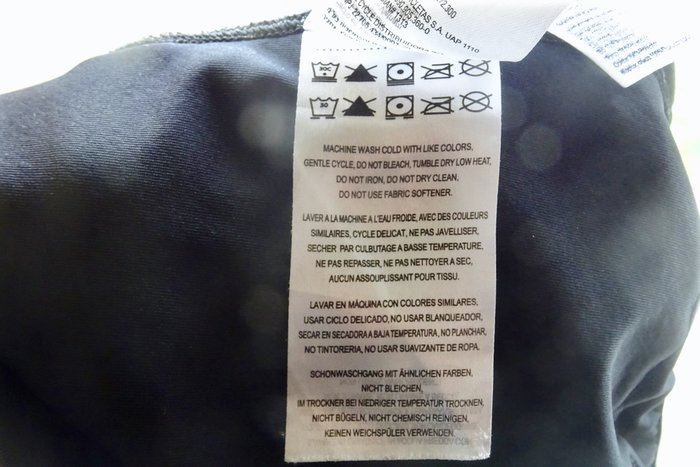 CLETAS S.A. UAP 1110
30C
30
MACHINE WASH COLD WITH LIKE COLORS,
GENTLE CYCLE, DO NOT BLEACH, TUMBLE DRY LOW HEAT,
DO NOT IRON, DO NOT DRY CLEAN.
DO NOT USE FABRIC SOFTENER.
LAVER A LA MACHINE A L'EAU FROIDE, AVEC DES COULEURS
SIMILAIRES, CYCLE DELICAT, NE PAS JAVELLISER,
SECHER PAR CULBUTAGE A BASSE TEMPERATURE,
NE PAS REPASSER, NE PAS NETTOYER A SEC,
AUCUN ASSOUPLISSANT POUR TISSU.
LAVAR EN MÁQUINA CON COLORES SIMILARES,
USAR CICLO DELICADO, NO USAR BLANQUEADOR,
SECAR EN SECADORA A BAJA TEMPERATURA, NO PLANCHAR,
NO TINTORERIA, NO USAR SUAVIZANTE DE ROPA.
SCHONWASCHGANG MIT ÄHNLICHEN FARBEN,
NICHT BLEICHEN,
IM TROCKNER BEI NIEDRIGER TEMPERATUR TROCKNEN,
NICHT BÜGELN, NICHT CHEMISCH REINIGEN,
KEINEN WEICHSPÜLER VERWENDEN.